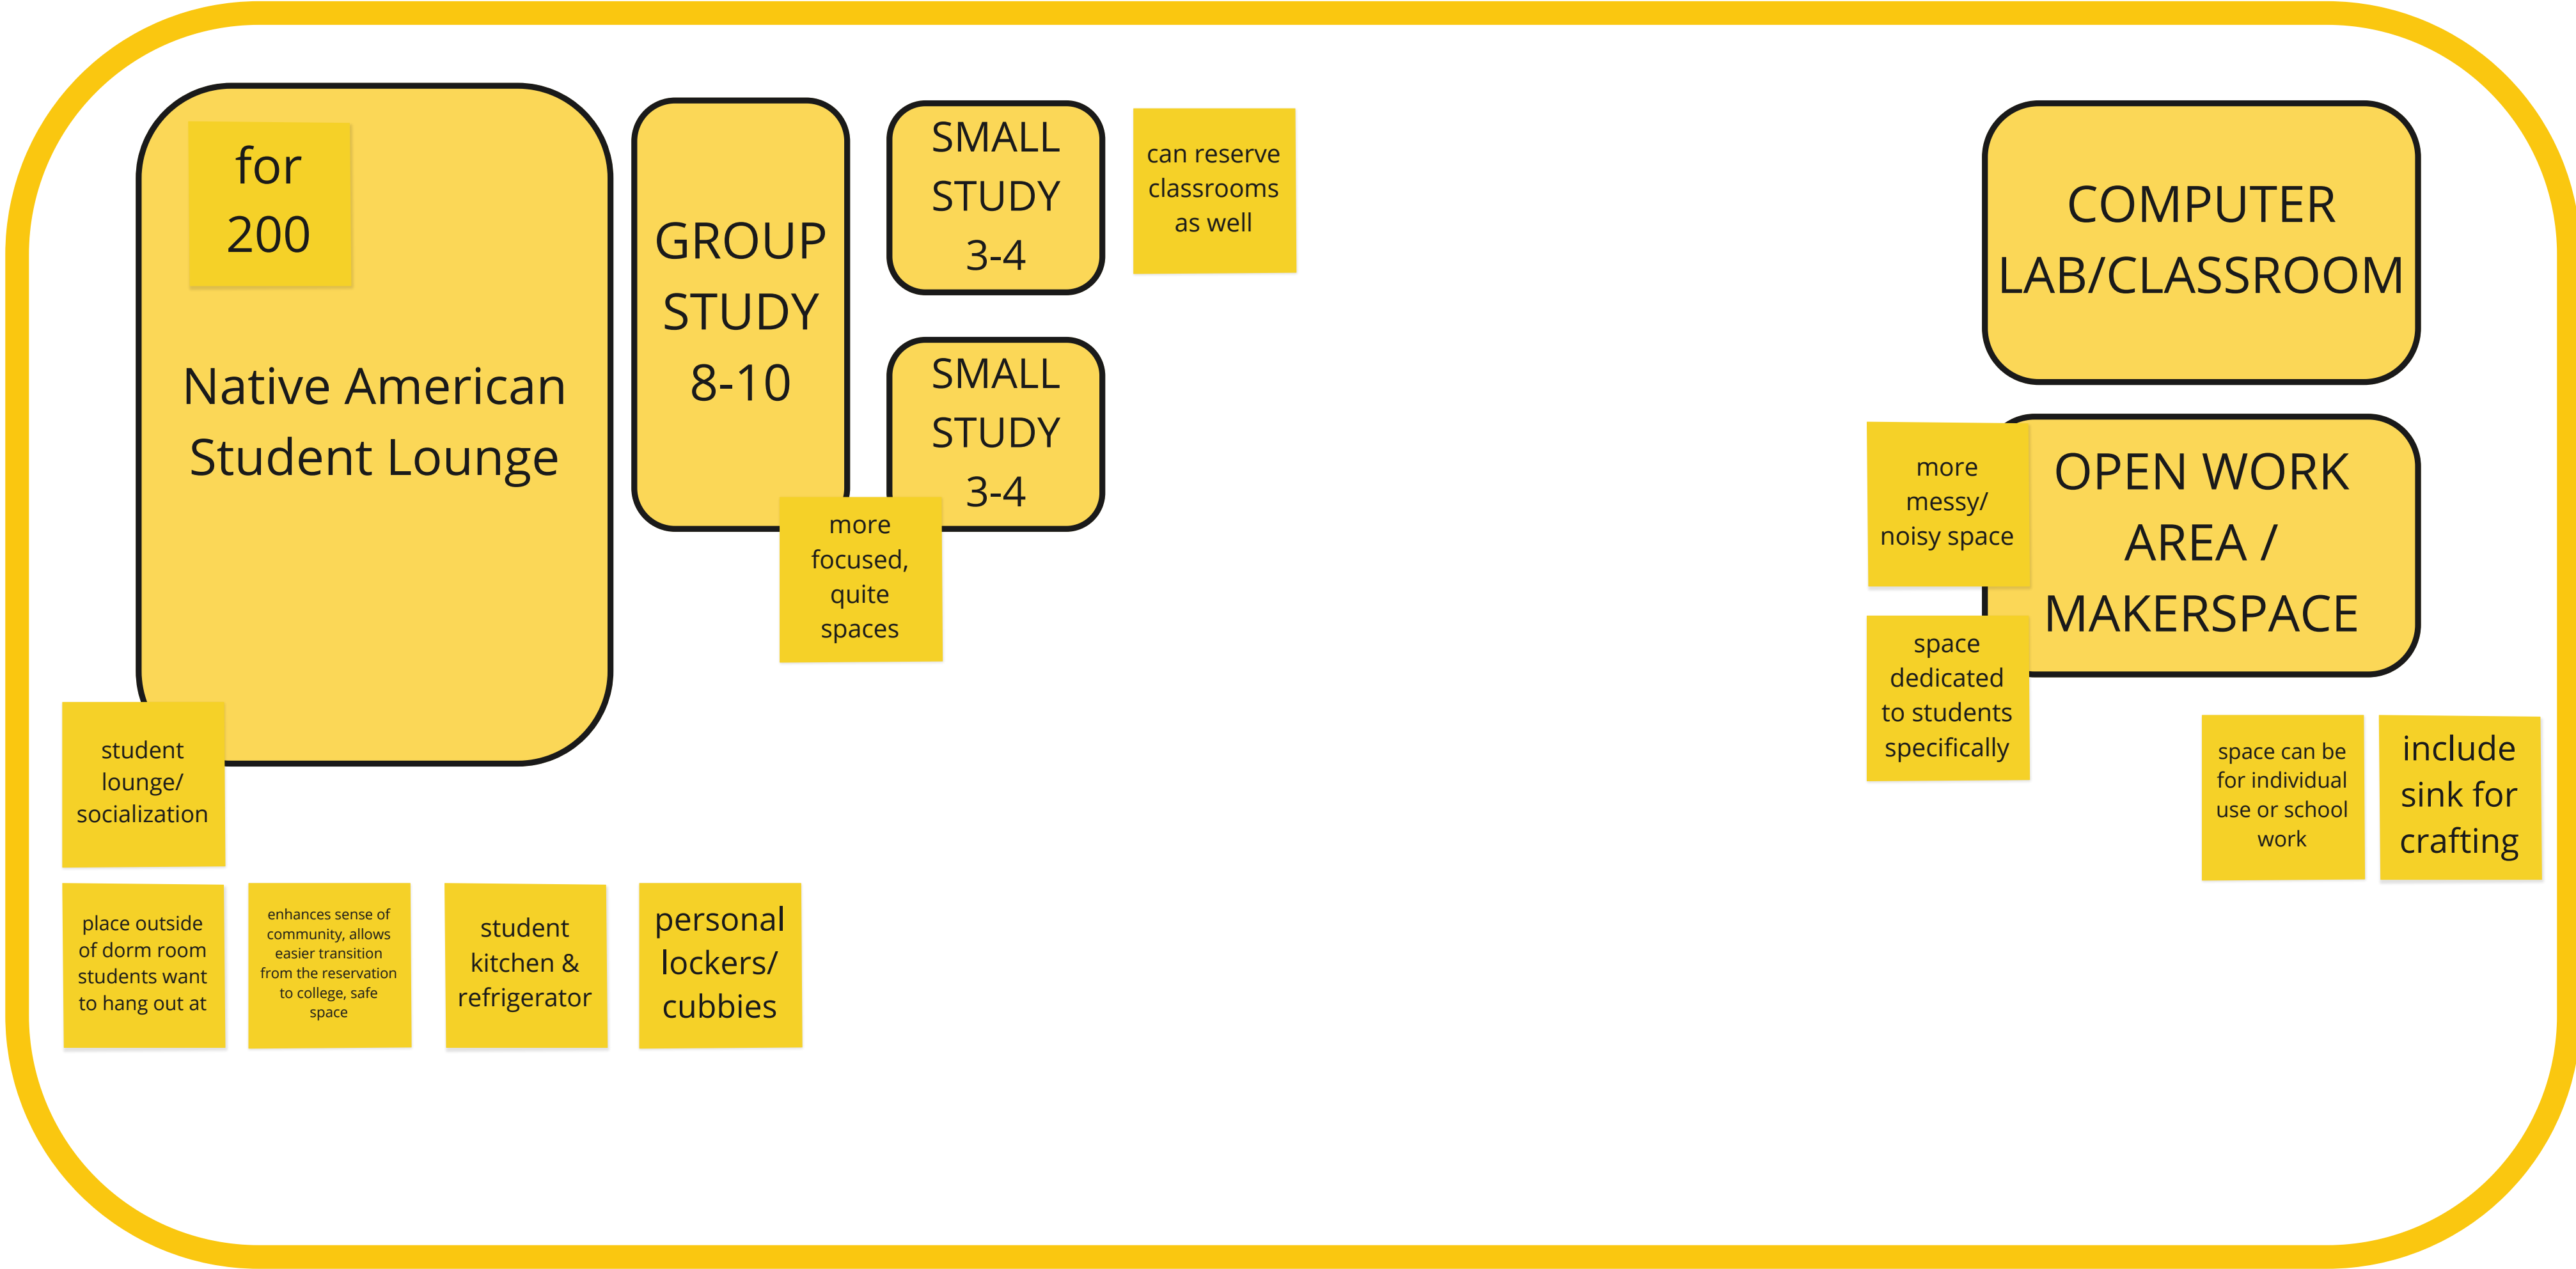 for
200
Native American
Student Lounge
GROUP
STUDY
8-10
SMALL
STUDY
3-4
can reserve
classrooms
as well
SMALL
STUDY
3-4
more
focused,
quite
spaces
COMPUTER
LAB/CLASSROOM
more
messy/
noisy space
OPEN WORK
AREA /
MAKERSPACE
space
dedicated
to students
specifically
space can be
for individual
use or school
work
include
sink for
crafting
student
lounge/
socialization
place outside
of dorm room
students want
to hang out at
enhances sense of
community, allows
easier transition
from the reservation
to college, safe
space
student
kitchen &
refrigerator
personal
lockers/
cubbies